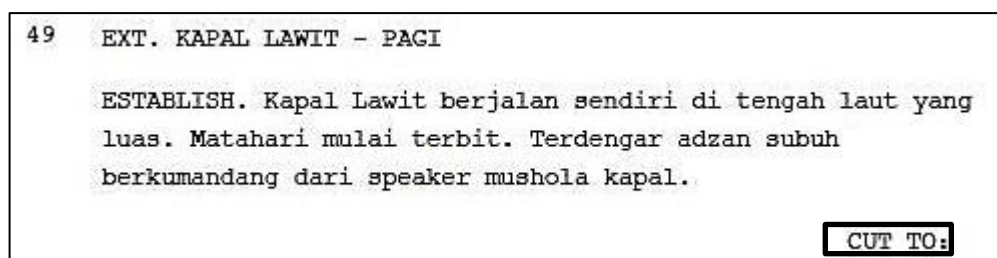 49 EXT. KAPAL LAWIT – PAGI
ESTABLISH. Kapal Lawit berjalan sendiri di tengah laut yang
luas. Matahari mulai terbit. Terdengar adzan subuh
berkumandang dari speaker mushola kapal.
CUT TO: